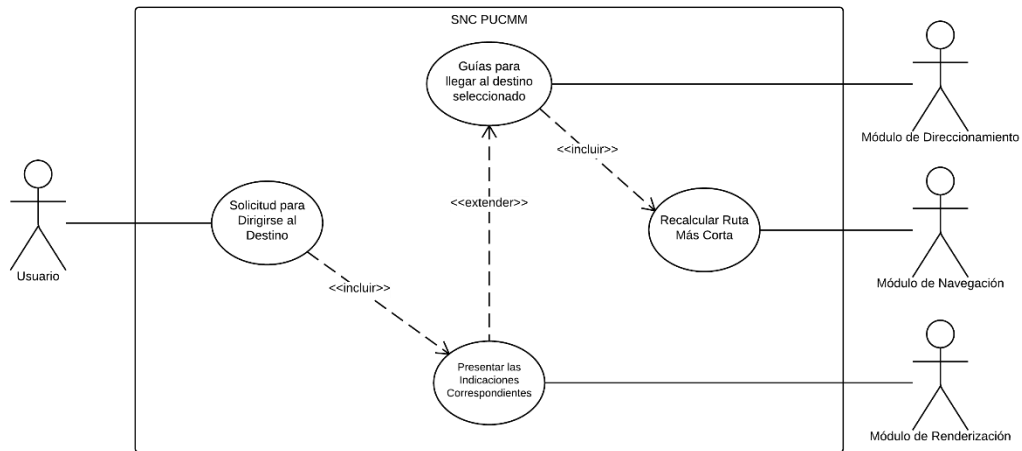 SNC PUCMM
Guías para
llegar al destino
seleccionado
Módulo de Direccionamiento
<<incluir>>
<<extender>>
Solicitud para
Dirigirse al
Destino
Recalcular Ruta
Más Corta
Usuario
<<incluir>>
Módulo de Navegación
Presentar las
Indicaciones
Correspondientes
Módulo de Renderización